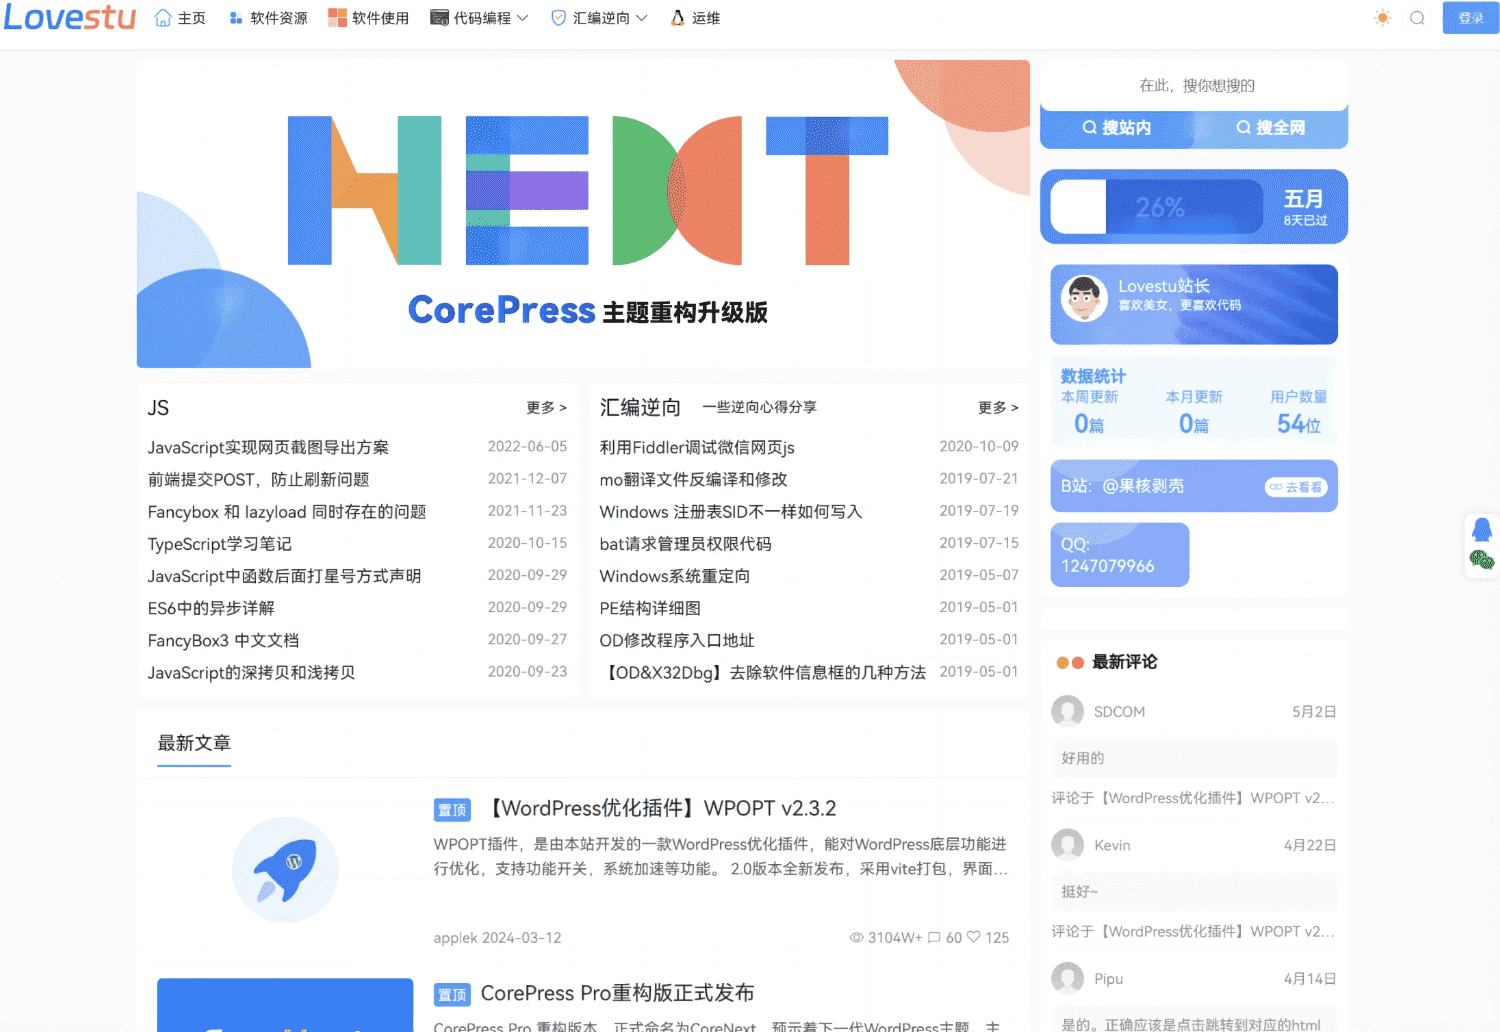 Lovestu
主页
软件资源
软件使用
代码编程
汇编逆向
运维
登录
NEXT
CorePress 主题重构升级版
在此，搜你想搜的
搜站内
搜全网
26%
五月
8天已过
Lovestu站长
喜欢美女，更喜欢代码
数据统计
本周更新 本月更新 用户数量
0篇 0篇 54位
B站：@果核剥壳
去看看
QQ:
1247079966
JS
更多 >
JavaScript实现网页截图导出方案 2022-06-05
前端提交POST，防止刷新问题 2021-12-07
Fancybox 和 lazyload 同时存在的问题 2021-11-23
TypeScript学习笔记 2020-10-15
JavaScript中函数后面打星号方式声明 2020-09-29
ES6中的异步详解 2020-09-29
FancyBox3 中文文档 2020-09-27
JavaScript的深拷贝和浅拷贝 2020-09-23
汇编逆向 一些逆向心得分享
更多 >
利用Fiddler调试微信网页js 2020-10-09
mo翻译文件反编译和修改 2019-07-21
Windows 注册表SID不一样如何写入 2019-07-19
bat请求管理员权限代码 2019-07-15
Windows系统重定向 2019-05-07
PE结构详细图 2019-05-01
OD修改程序入口地址 2019-05-01
【OD&X32Dbg】去除软件信息框的几种方法 2019-05-01
最新文章
置顶 【WordPress优化插件】WPOPT v2.3.2
WPOPT插件，是由本站开发的一款WordPress优化插件，能对WordPress底层功能进
行优化，支持功能开关，系统加速等功能。 2.0版本全新发布，采用vite打包，界面...
applek 2024-03-12
3104W+ 60 125
置顶 CorePress Pro重构版正式发布
CorePress Pro 重构版本，正式命名为CoreNext，预示着下一代WordPress主题，主
最新评论
SDCOM 5月2日
好用的
评论于【WordPress优化插件】WPOPT v2...
Kevin 4月22日
挺好~
评论于【WordPress优化插件】WPOPT v2...
Pipu 4月14日
是的。正确应该是点击跳转到对应的html